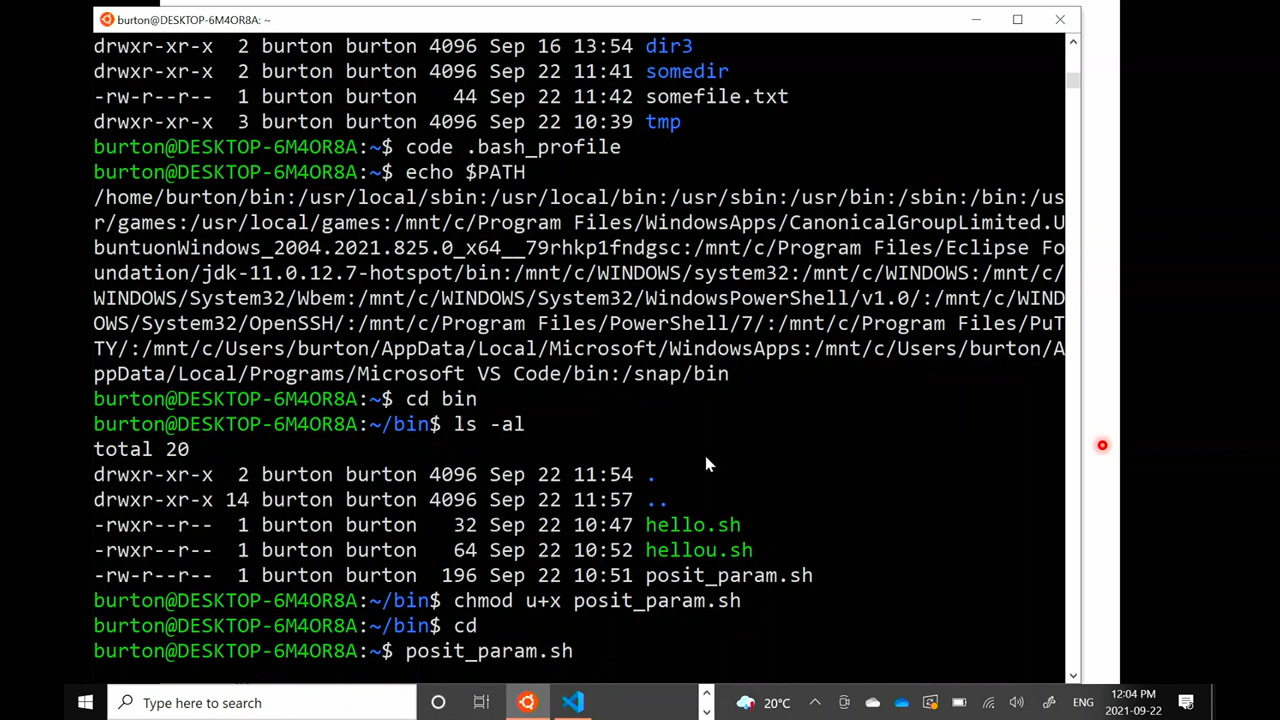 burton@DESKTOP-6M4OR8A: ~
drwxr-xr-x  2 burton burton 4096 Sep 16 13:54 dir3
drwxr-xr-x  2 burton burton 4096 Sep 22 11:41 somedir
-rw-r--r--  1 burton burton   44 Sep 22 11:42 somefile.txt
drwxr-xr-x  3 burton burton 4096 Sep 22 10:39 tmp
burton@DESKTOP-6M4OR8A:~$ code .bash_profile
burton@DESKTOP-6M4OR8A:~$ echo $PATH
/home/burton/bin:/usr/local/sbin:/usr/local/bin:/usr/sbin:/usr/bin:/sbin:/bin:/us
r/games:/usr/local/games:/mnt/c/Program Files/WindowsApps/CanonicalGroupLimited.U
buntuonWindows_2004.2021.825.0_x64__79rhkp1fndgsc:/mnt/c/Program Files/Eclipse Fo
undation/jdk-11.0.12.7-hotspot/bin:/mnt/c/WINDOWS/system32:/mnt/c/WINDOWS:/mnt/c/
WINDOWS/System32/Wbem:/mnt/c/WINDOWS/System32/WindowsPowerShell/v1.0/:/mnt/c/WIND
OWS/System32/OpenSSH/:/mnt/c/Program Files/PowerShell/7/:/mnt/c/Program Files/PuT
TY/:/mnt/c/Users/burton/AppData/Local/Microsoft/WindowsApps:/mnt/c/Users/burton/A
ppData/Local/Programs/Microsoft VS Code/bin:/snap/bin
burton@DESKTOP-6M4OR8A:~$ cd bin
burton@DESKTOP-6M4OR8A:~/bin$ ls -al
total 20
drwxr-xr-x  2 burton burton 4096 Sep 22 11:54 .
drwxr-xr-x 14 burton burton 4096 Sep 22 11:57 ..
-rwxr--r--  1 burton burton   32 Sep 22 10:47 hello.sh
-rwxr--r--  1 burton burton   64 Sep 22 10:52 hellou.sh
-rw-r--r--  1 burton burton  196 Sep 22 10:51 posit_param.sh
burton@DESKTOP-6M4OR8A:~/bin$ chmod u+x posit_param.sh
burton@DESKTOP-6M4OR8A:~/bin$ cd
burton@DESKTOP-6M4OR8A:~$ posit_param.sh
Type here to search
20°C
ENG
12:04 PM
2021-09-22